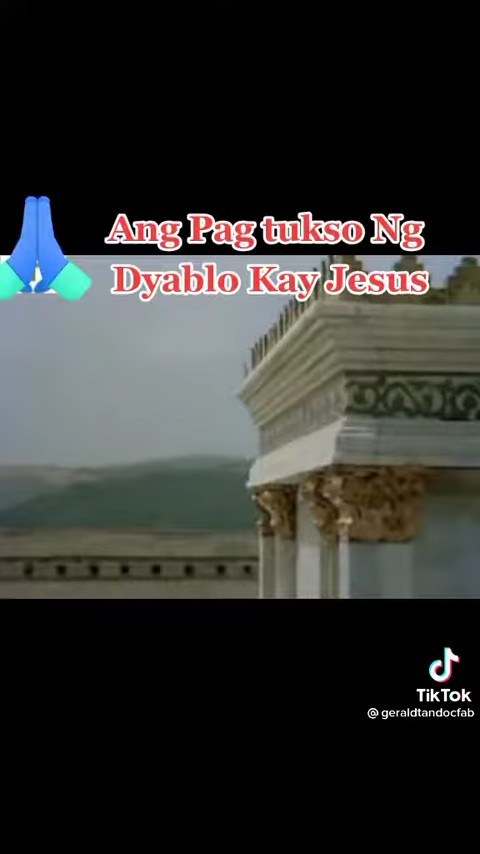 Ang Pag tukso Ng
Dyablo Kay Jesus
TikTok
@geraldtandocfab